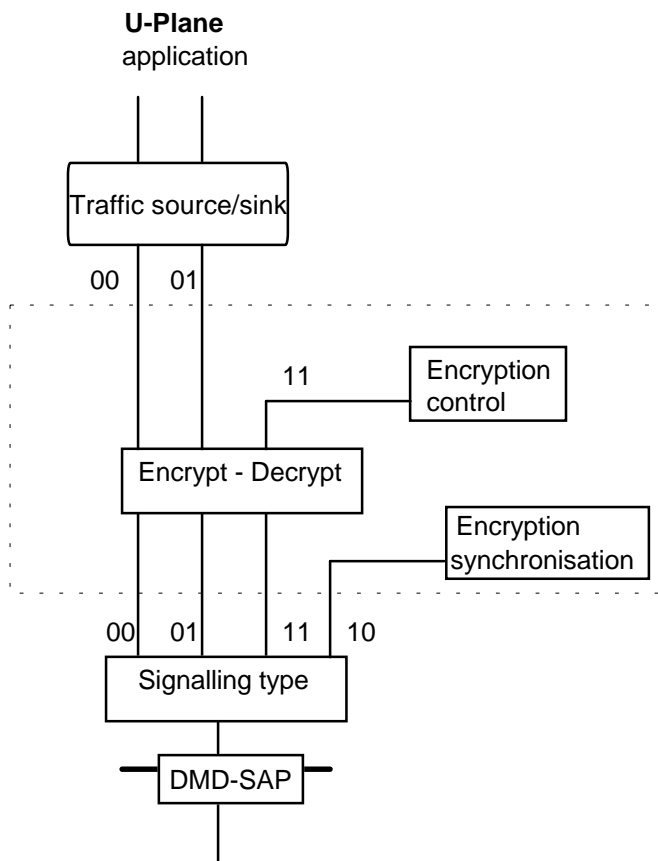 U-Plane
application
Traffic source/sink
00 01
11
Encryption
control
Encrypt - Decrypt
Encryption
synchronisation
00 01 11 10
Signalling type
DMD-SAP